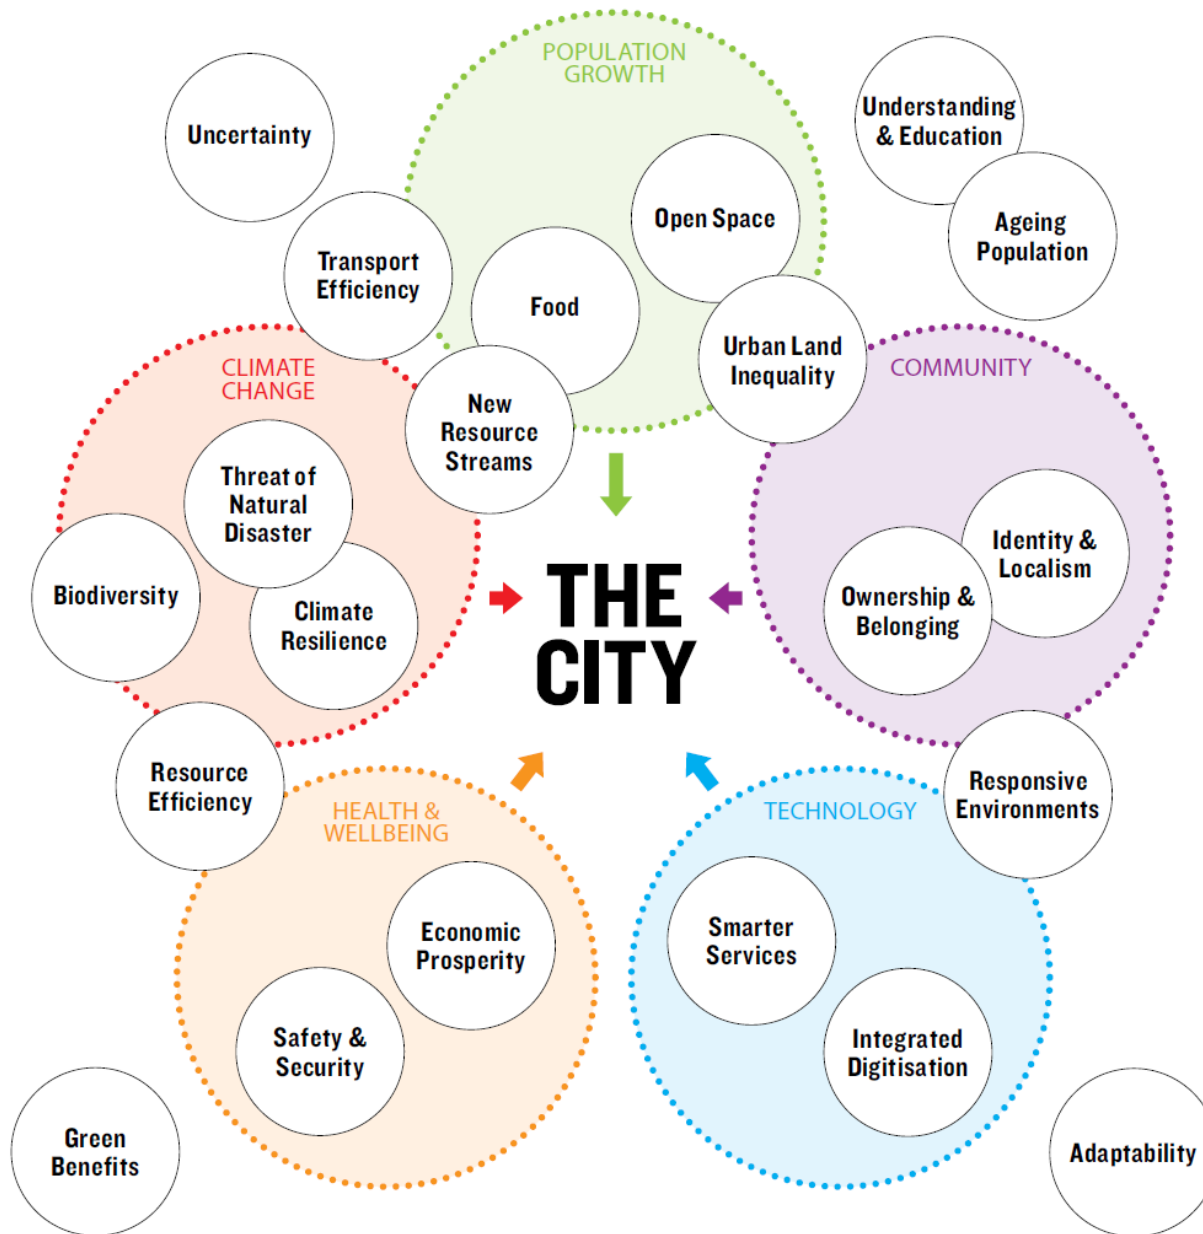 POPULATION
GROWTH
Uncertainty
Understanding
& Education
Open Space
Ageing
Population
Transport
Efficiency
Food
Urban Land
Inequality
CLIMATE
CHANGE
COMMUNITY
New
Resource
Streams
Threat of
Natural
Disaster
Identity &
Localism
Biodiversity
Climate
Resilience
THE
CITY
Ownership &
Belonging
Resource
Efficiency
Responsive
Environments
HEALTH &
WELLBEING
TECHNOLOGY
Economic
Prosperity
Smarter
Services
Safety &
Security
Integrated
Digitisation
Green
Benefits
Adaptability